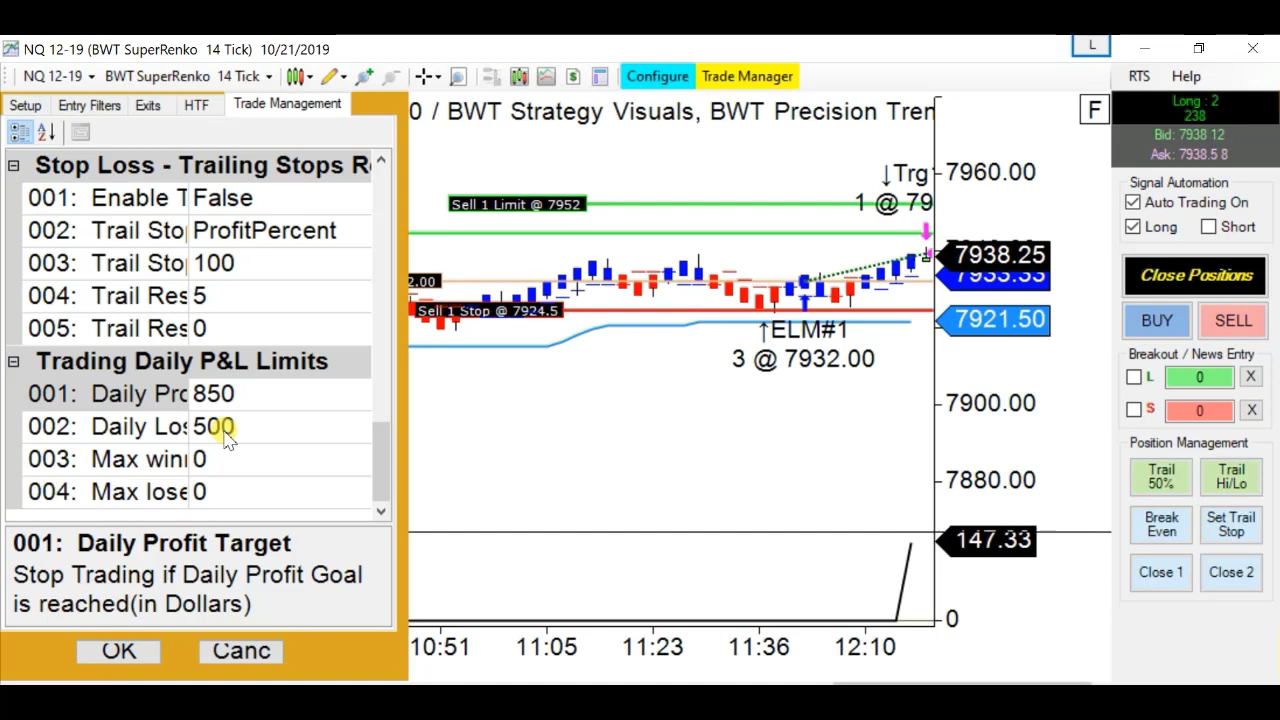 NQ 12-19 (BWT SuperRenko 14 Tick) 10/21/2019
L
NQ 12-19 BWT SuperRenko 14 Tick Configure Trade Manager RTS Help
Setup Entry Filters Exits HTF Trade Management
Stop Loss - Trailing Stops R
001: Enable T False
002: Trail Sto ProfitPercent
003: Trail Sto 100
004: Trail Res 5
005: Trail Res 0
Trading Daily P&L Limits
001: Daily Pro 850
002: Daily Los 500
003: Max win 0
004: Max lose 0
001: Daily Profit Target
Stop Trading if Daily Profit Goal
is reached(in Dollars)
OK Canc
0 / BWT Strategy Visuals, BWT Precision Tren
F
↓Trg
1 @ 79
Sell 1 Limit @ 7952
2.00
Sell 1 Stop @ 7924.5
↑ELM#1
3 @ 7932.00
7960.00
7938.25
7921.50
7900.00
7880.00
147.33
0
10:51 11:05 11:23 11:36 12:10
Long : 2
238
Bid: 7938 12
Ask: 7938.5 8
Signal Automation
Auto Trading On
Long Short
Close Positions
BUY SELL
Breakout / News Entry
L 0 X
S 0 X
Position Management
Trail 50% Trail Hi/Lo
Break Even Set Trail Stop
Close 1 Close 2